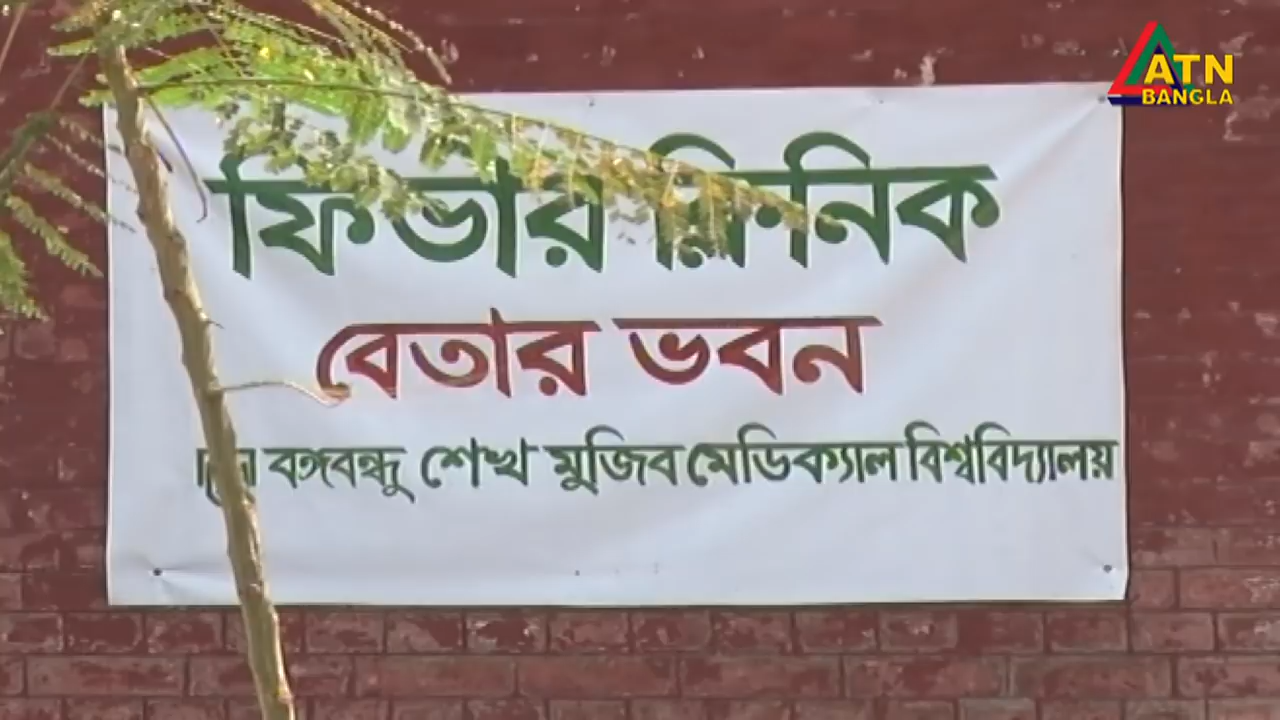 ATN
BANGLA
ফিভার ক্লিনিক
বেতার ভবন
বঙ্গবন্ধু শেখ মুজিব মেডিক্যাল বিশ্ববিদ্যালয়